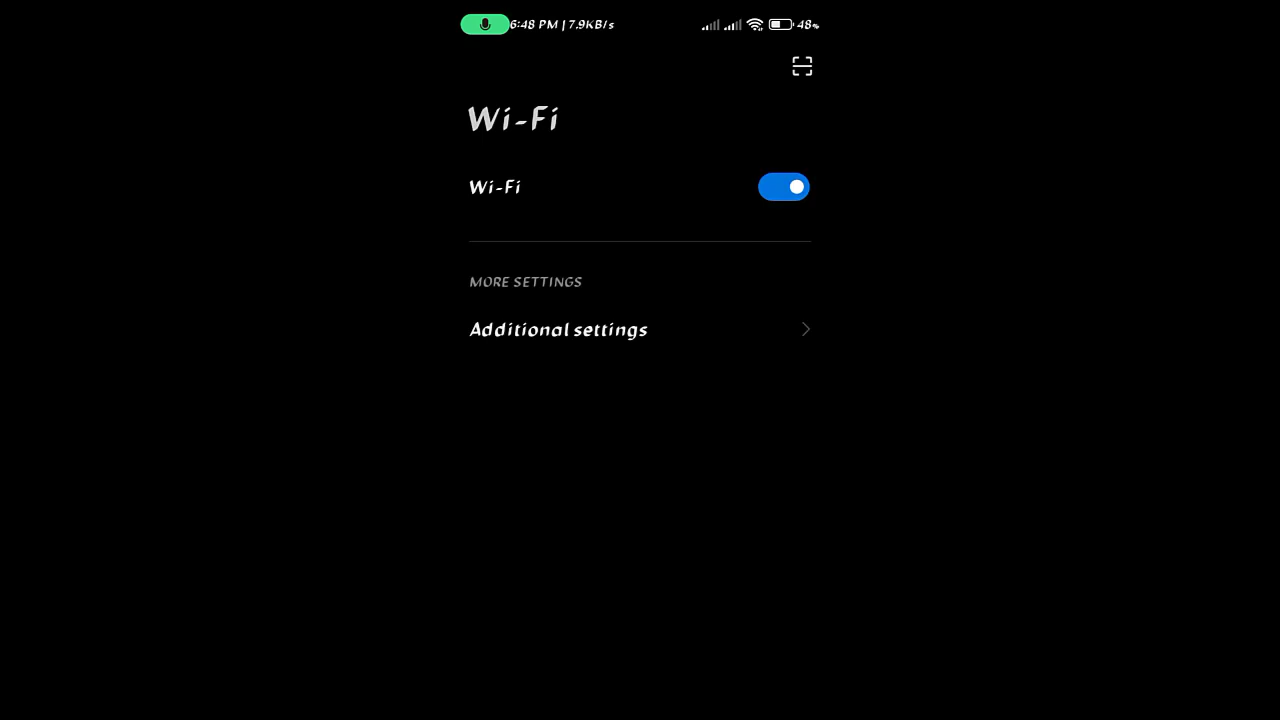 6:48 PM | 7.9KB/s 48%
Wi-Fi
Wi-Fi
MORE SETTINGS
Additional settings